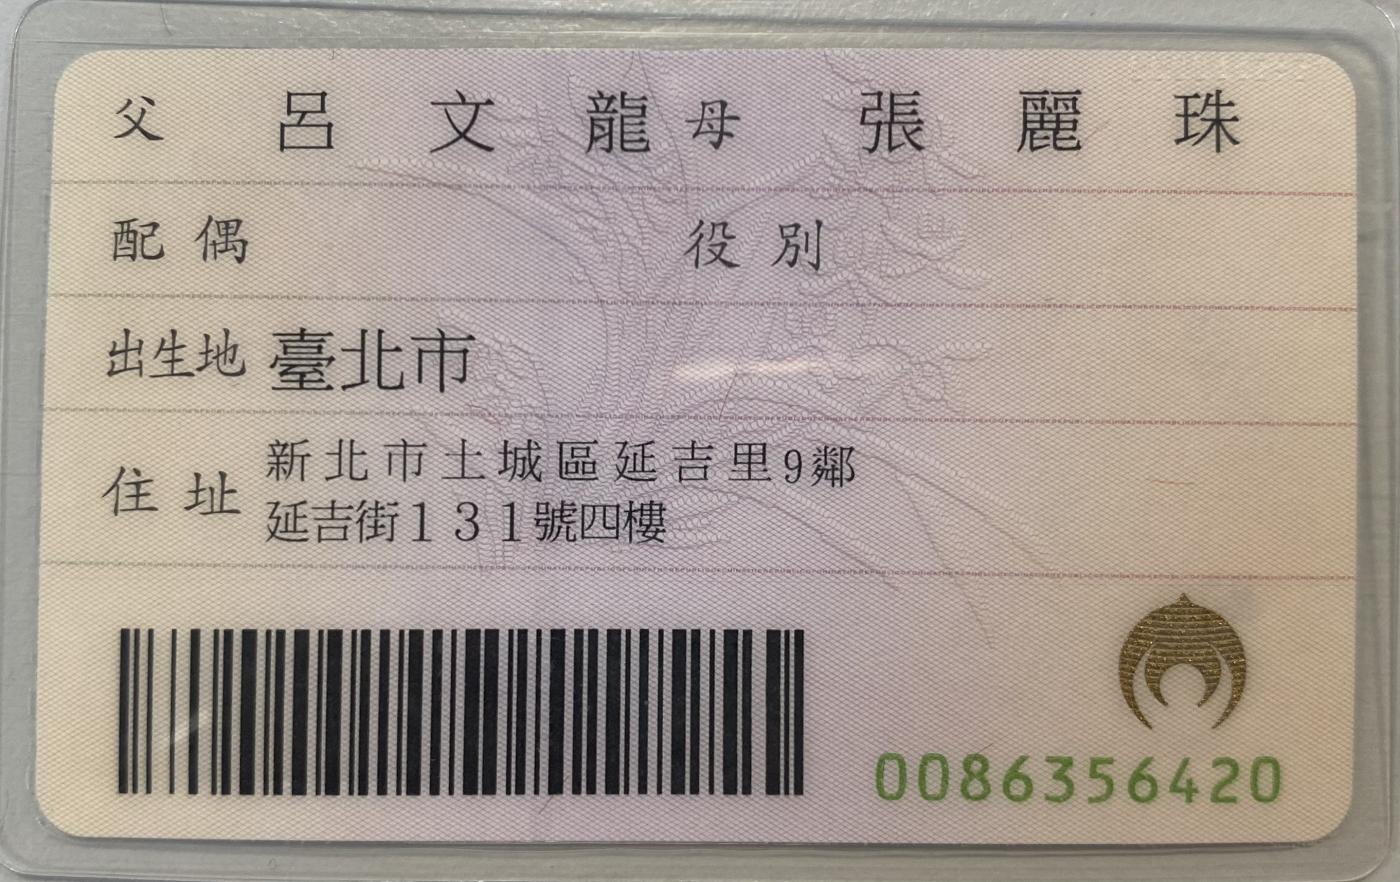 父 呂文龍 母 張麗珠
配偶 役別
出生地 臺北市
住址 新北市土城區延吉里9鄰
延吉街131號四樓
0086356420